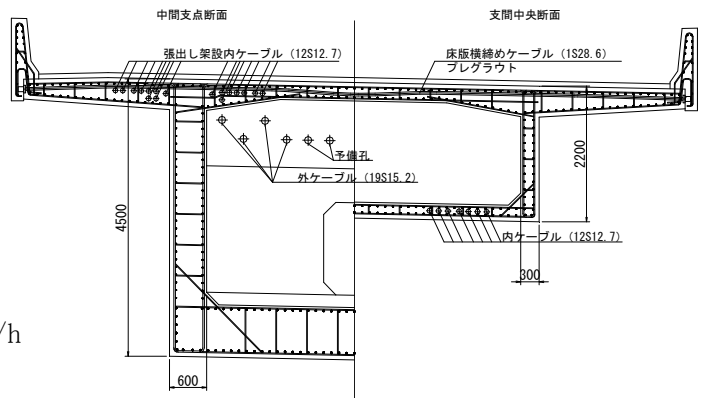 中間支点断面
支間中央断面
張出し架設内ケーブル（12S12.7）
床版横締めケーブル（1S28.6）
プレグラウト
予備孔
外ケーブル（19S15.2）
2200
4500
内ケーブル（12S12.7）
300
/h
600